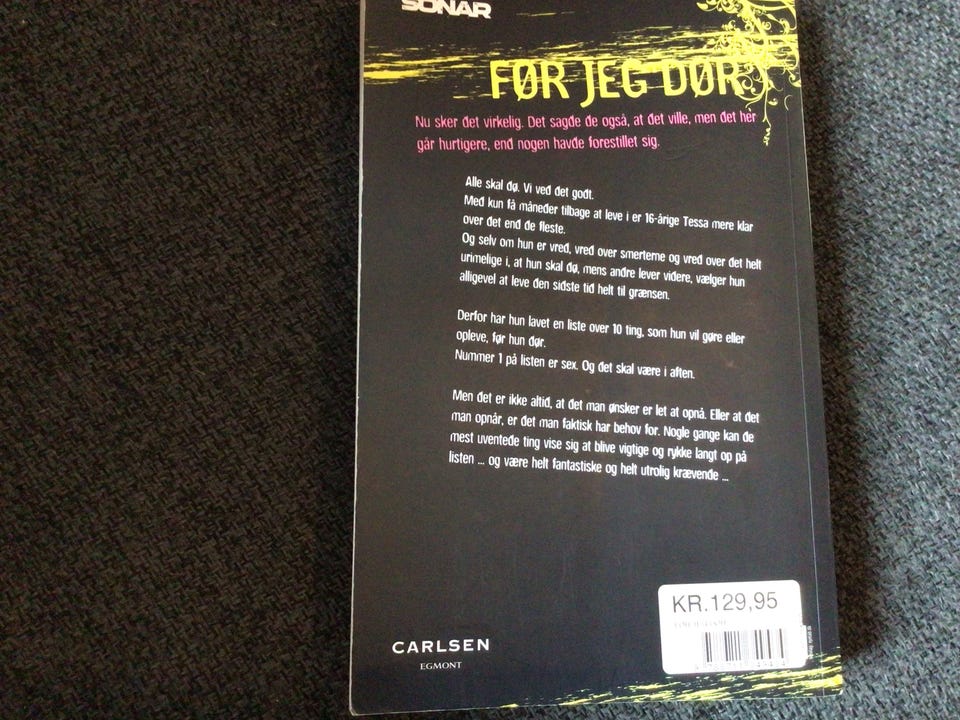 SONAR
FØR JEG DØR
Nu sker det virkelig. Det sagde de også, at det ville, men det her
går hurtigere, end nogen havde forestillet sig.
Alle skal dø. Vi ved det godt.
Med kun få måneder tilbage at leve i er 16-årige Tessa mere klar
over det end de fleste.
Og selv om hun er vred, vred over smerterne og vred over det helt
urimelige i, at hun skal dø, mens andre lever videre, vælger hun
alligevel at leve den sidste tid helt til grænsen.
Derfor har hun lavet en liste over 10 ting, som hun vil gøre eller
opleve, før hun dør.
Nummer 1 på listen er sex. Og det skal være i aften.
Men det er ikke altid, at det man ønsker er let at opnå. Eller at det
man opnår, er det man faktisk har behov for. Nogle gange kan de
mest uventede ting vise sig at blive vigtige og rykke langt op på
listen ... og være helt fantastiske og helt utrolig krævende ...
KR.129,95
CARLSEN
EGMONT